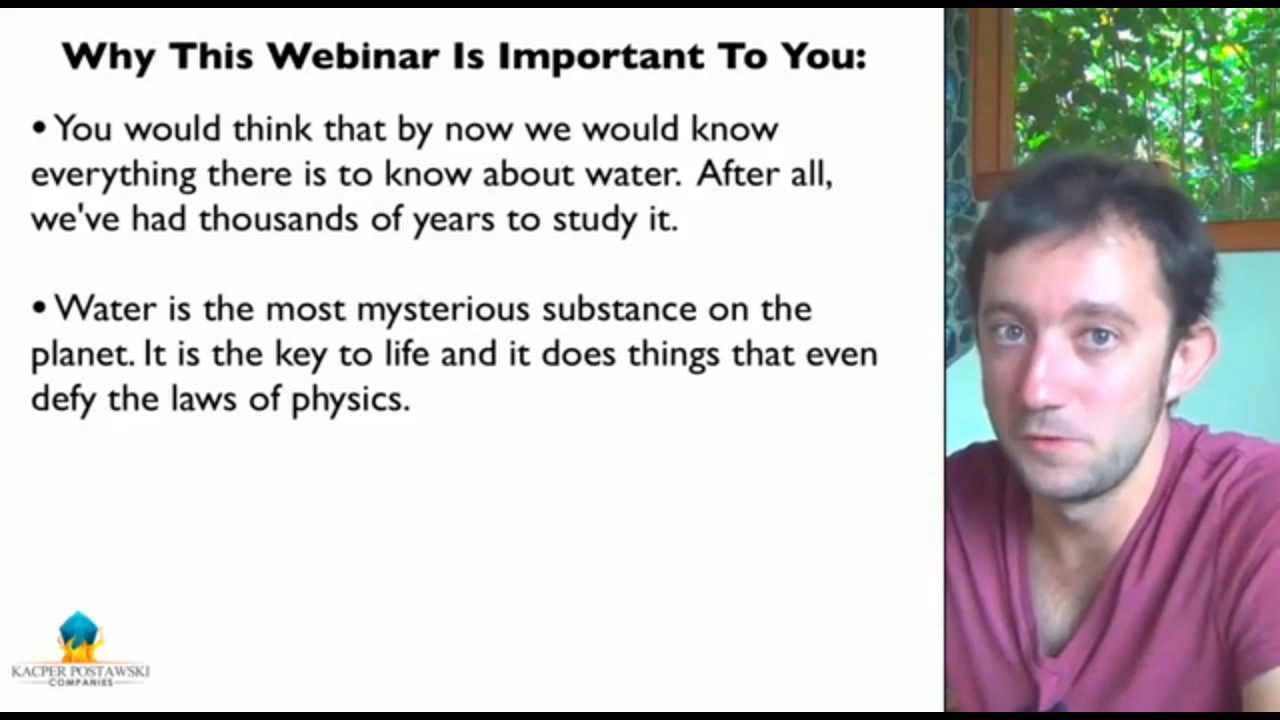 Why This Webinar Is Important To You:
• You would think that by now we would know
everything there is to know about water. After all,
we've had thousands of years to study it.
• Water is the most mysterious substance on the
planet. It is the key to life and it does things that even
defy the laws of physics.
KACPER POSTAWSKI
COMPANIES